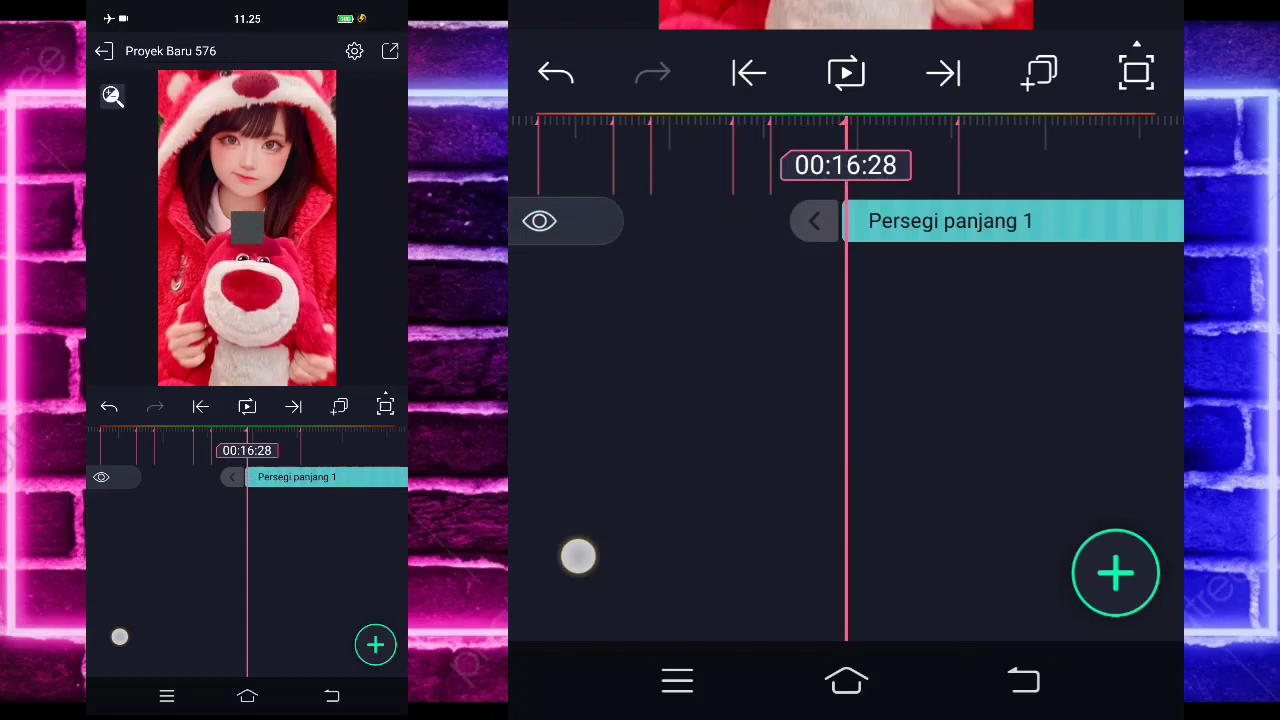 11.25
Proyek Baru 576
00:16:28
Persegi panjang 1
00:16:28
Persegi panjang 1